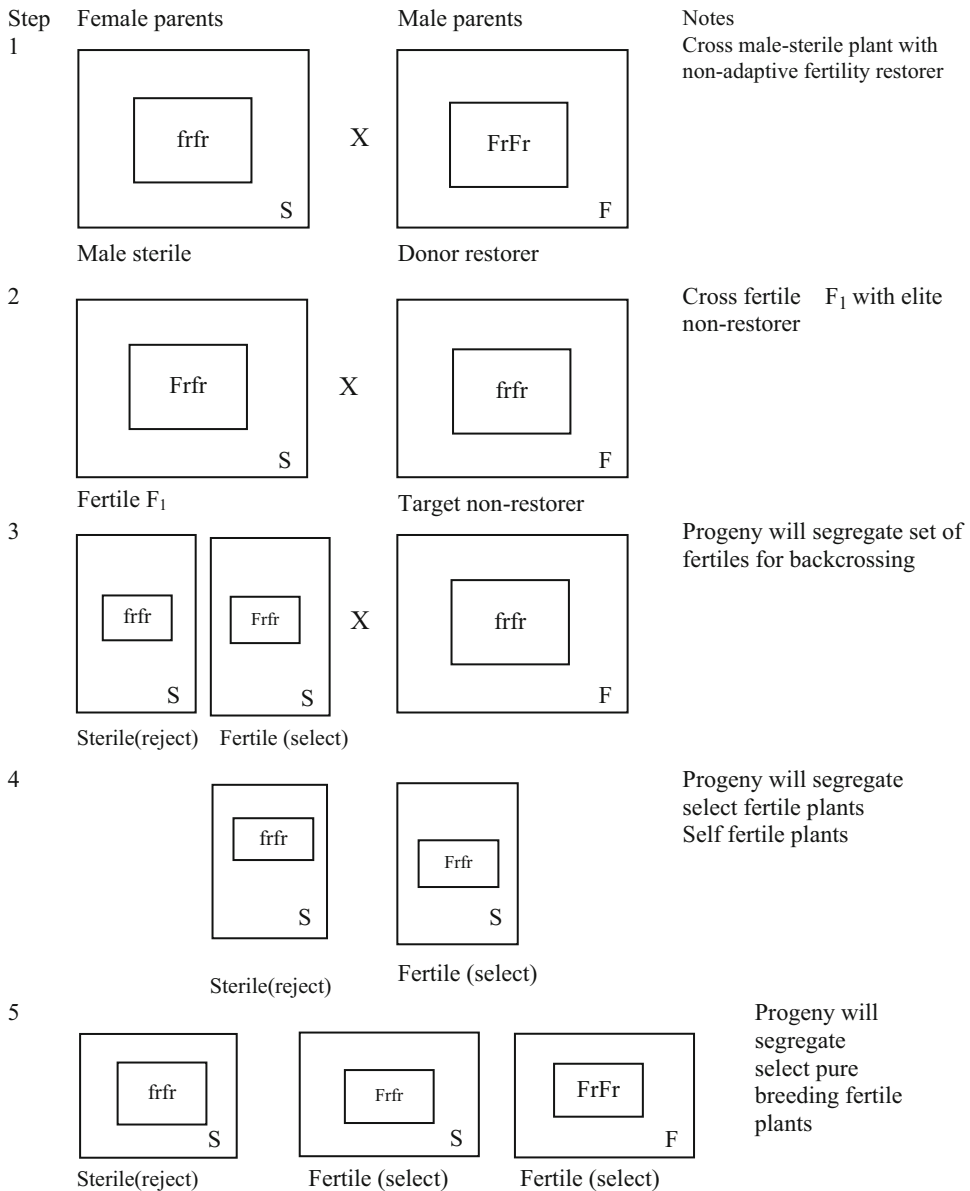 Step Female parents Male parents Notes
1 Cross male-sterile plant with
non-adaptive fertility restorer
frfr X FrFr
S F
Male sterile Donor restorer
2 Cross fertile F1 with elite
non-restorer
Frfr X frfr
S F
Fertile F1 Target non-restorer
3 Progeny will segregate set of
fertiles for backcrossing
frfr Frfr X frfr
S S F
Sterile(reject) Fertile (select)
4 Progeny will segregate
select fertile plants
Self fertile plants
frfr Frfr
S S
Sterile(reject) Fertile (select)
5 Progeny will
segregate
select pure
breeding fertile
plants
frfr Frfr FrFr
S S F
Sterile(reject) Fertile (select) Fertile (select)